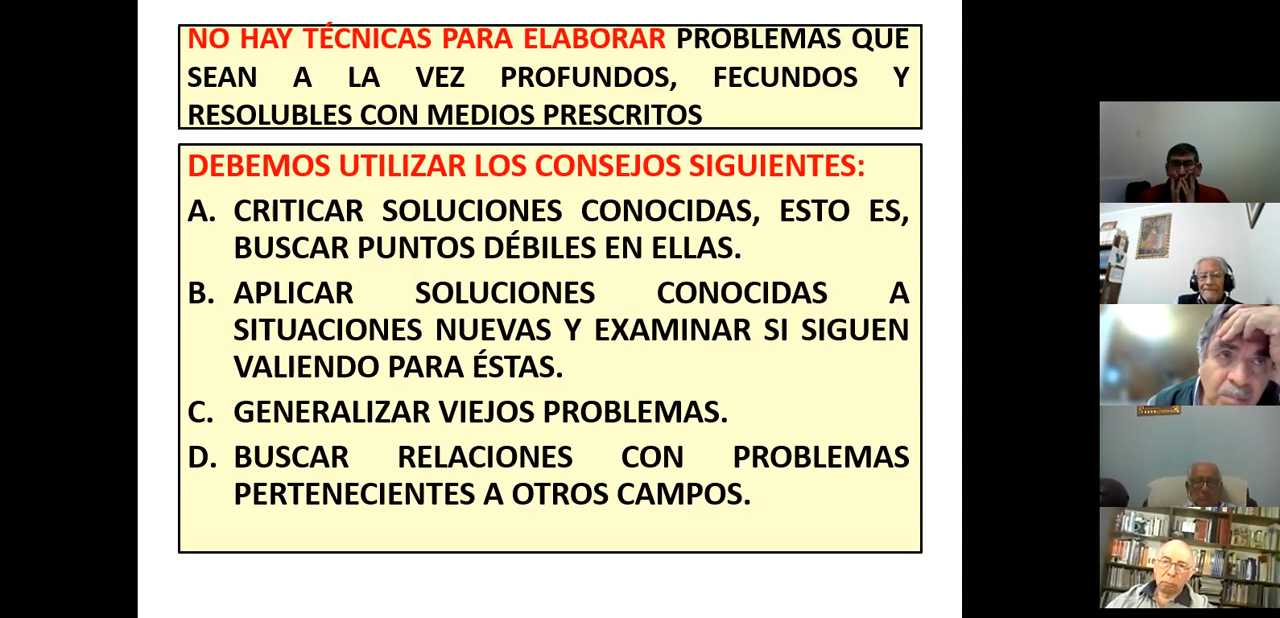 NO HAY TÉCNICAS PARA ELABORAR PROBLEMAS QUE
SEAN A LA VEZ PROFUNDOS, FECUNDOS Y
RESOLUBLES CON MEDIOS PRESCRITOS
DEBEMOS UTILIZAR LOS CONSEJOS SIGUIENTES:
A. CRITICAR SOLUCIONES CONOCIDAS, ESTO ES,
BUSCAR PUNTOS DÉBILES EN ELLAS.
B. APLICAR SOLUCIONES CONOCIDAS A
SITUACIONES NUEVAS Y EXAMINAR SI SIGUEN
VALIENDO PARA ÉSTAS.
C. GENERALIZAR VIEJOS PROBLEMAS.
D. BUSCAR RELACIONES CON PROBLEMAS
PERTENECIENTES A OTROS CAMPOS.